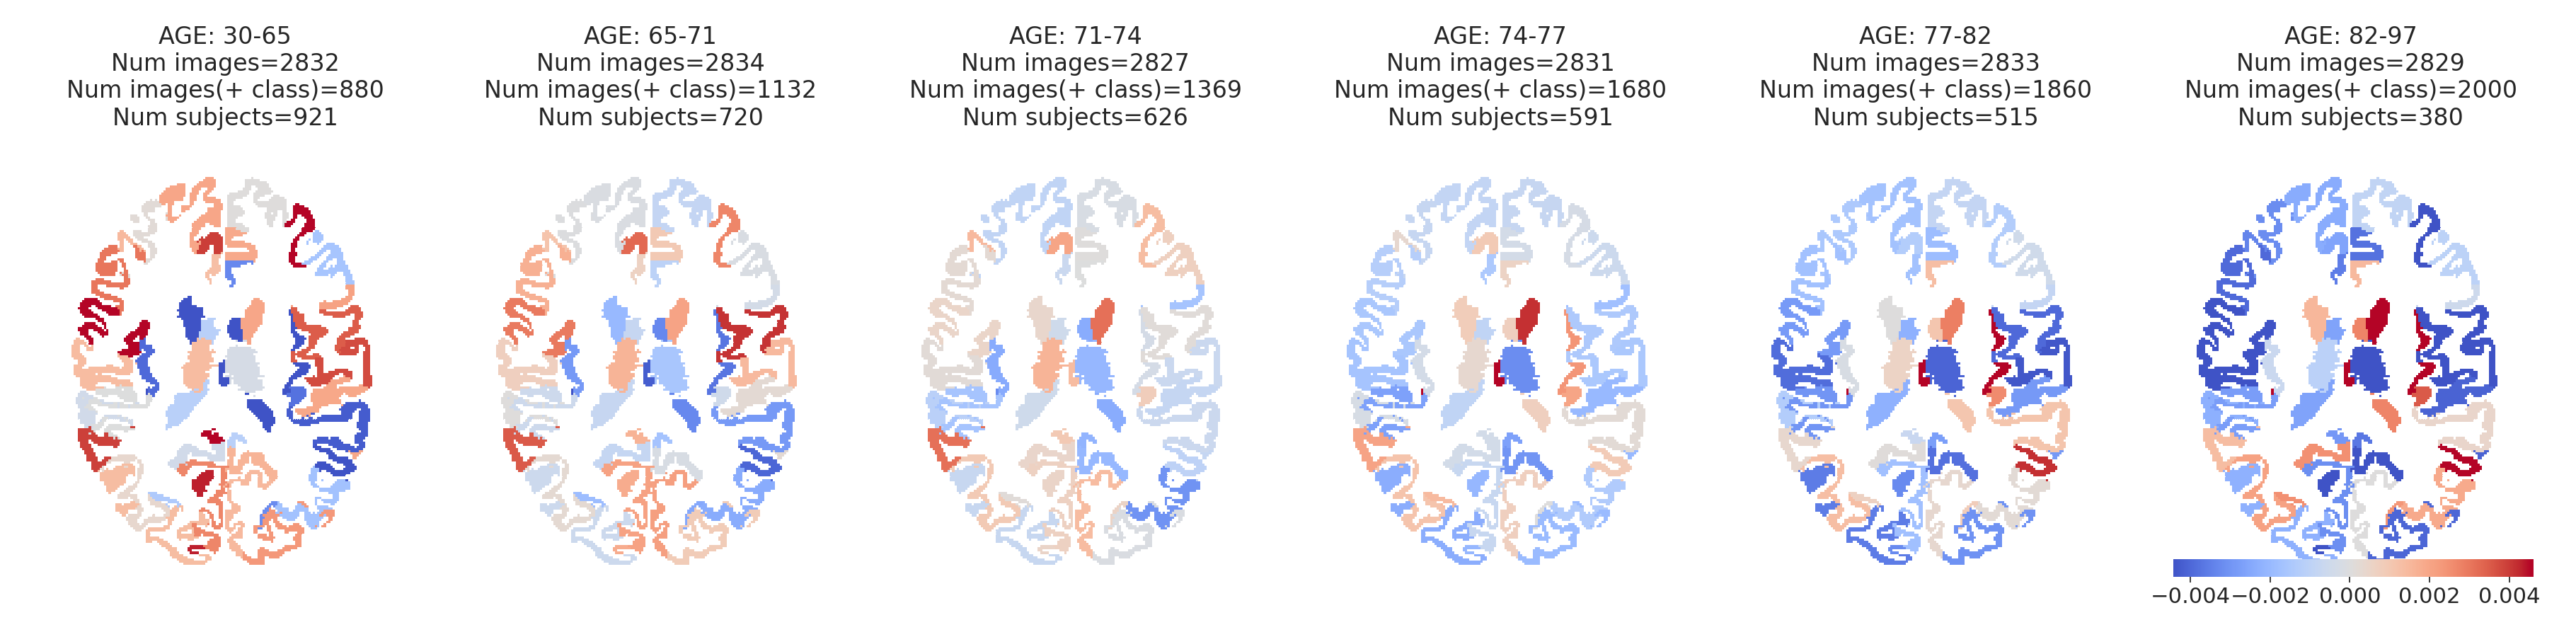 AGE: 30-65
Num images=2832
Num images(+ class)=880
Num subjects=921
AGE: 65-71
Num images=2834
Num images(+ class)=1132
Num subjects=720
AGE: 71-74
Num images=2827
Num images(+ class)=1369
Num subjects=626
AGE: 74-77
Num images=2831
Num images(+ class)=1680
Num subjects=591
AGE: 77-82
Num images=2833
Num images(+ class)=1860
Num subjects=515
AGE: 82-97
Num images=2829
Num images(+ class)=2000
Num subjects=380
−0.004 −0.002 0.000 0.002 0.004